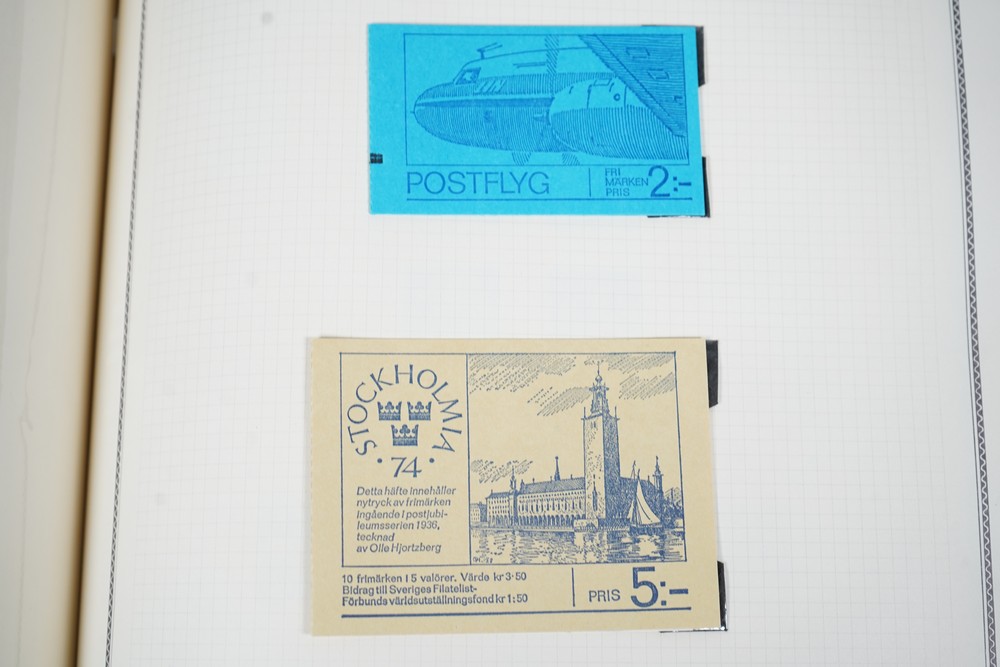 POSTFLYG
FRI
MÄRKEN
PRIS
2:-
STOCKHOLMIA
· 74 ·
Detta häfte innehåller
nytryck av frimärken
ingående i postjubi-
leumsserien 1936,
tecknad
av Olle Hjortzberg
10 frimärken i 5 valörer. Värde kr 3·50
Bidrag till Sveriges Filatelist-
Förbunds världsutställningsfond kr 1:50
PRIS 5:-